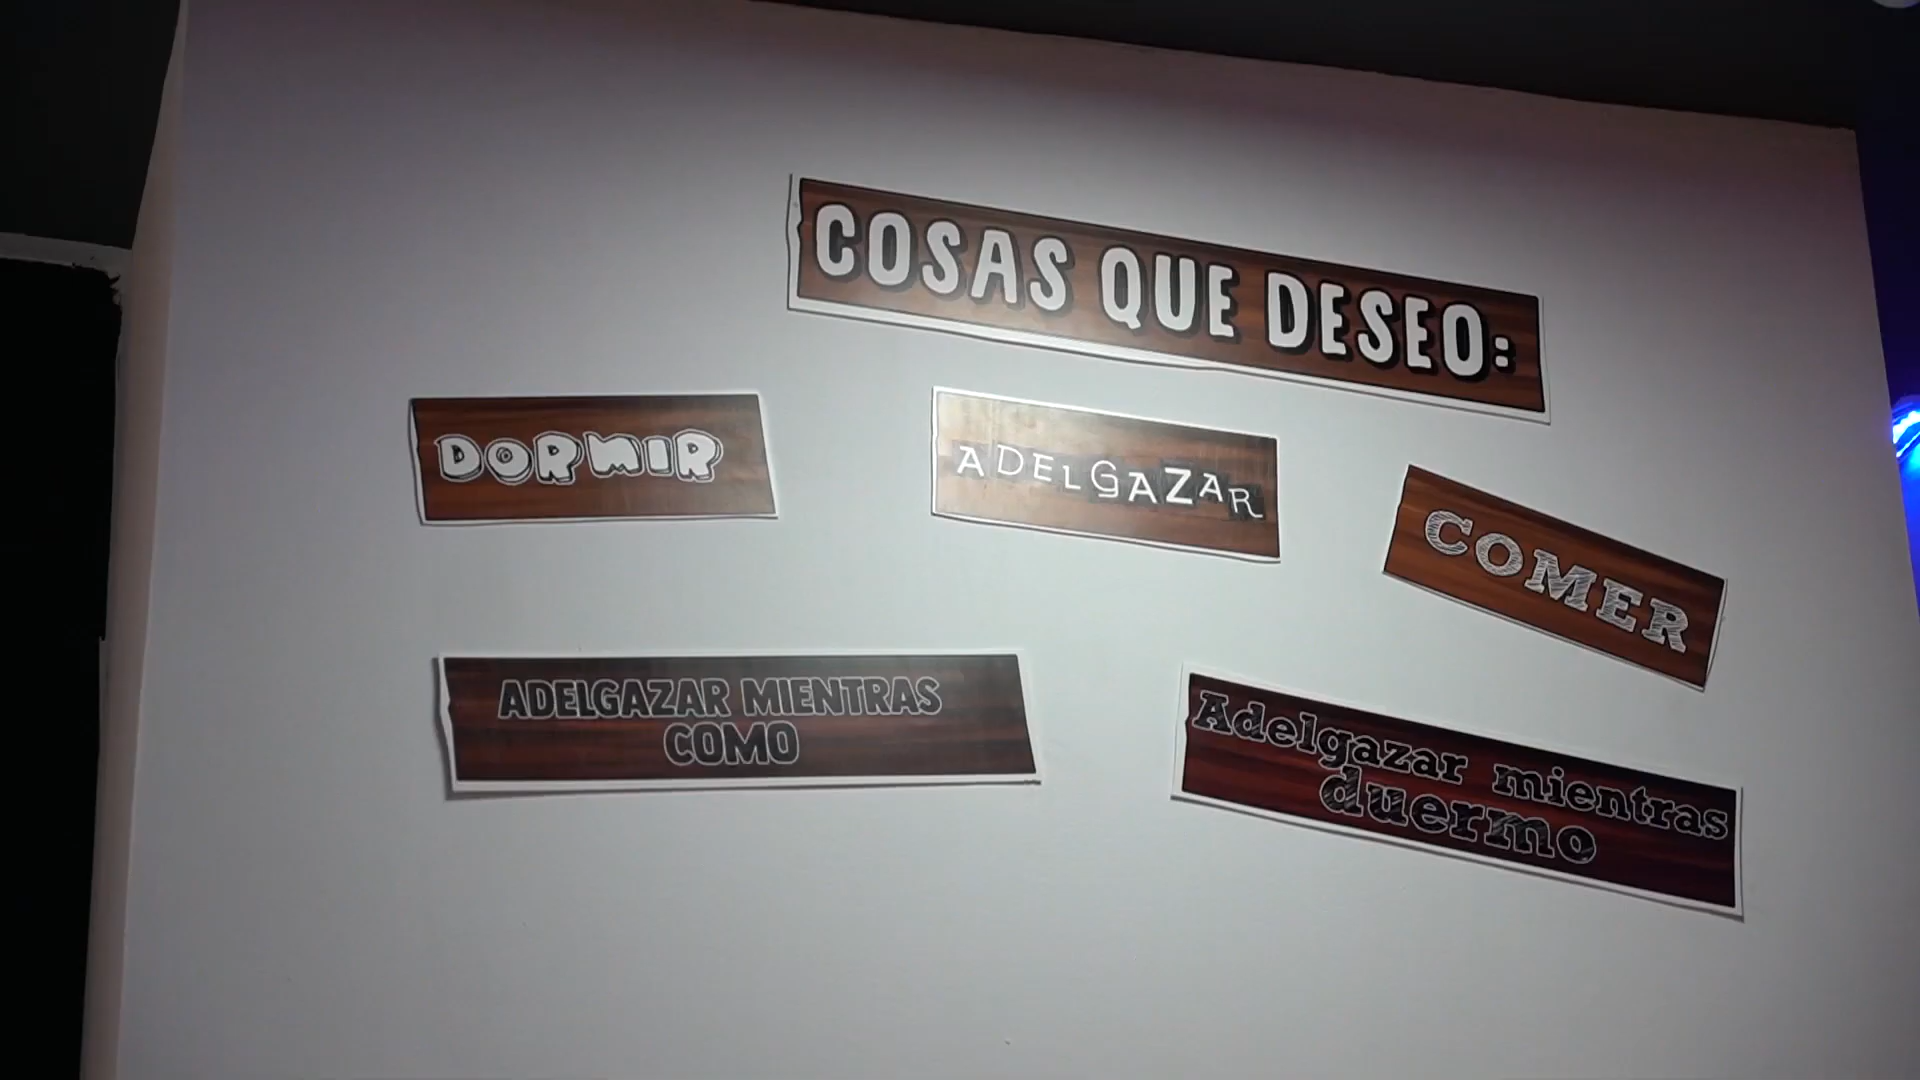 COSAS QUE DESEO:
DORMIR
ADELGAZAR
COMER
ADELGAZAR MIENTRAS
COMO
Adelgazar mientras
duermo